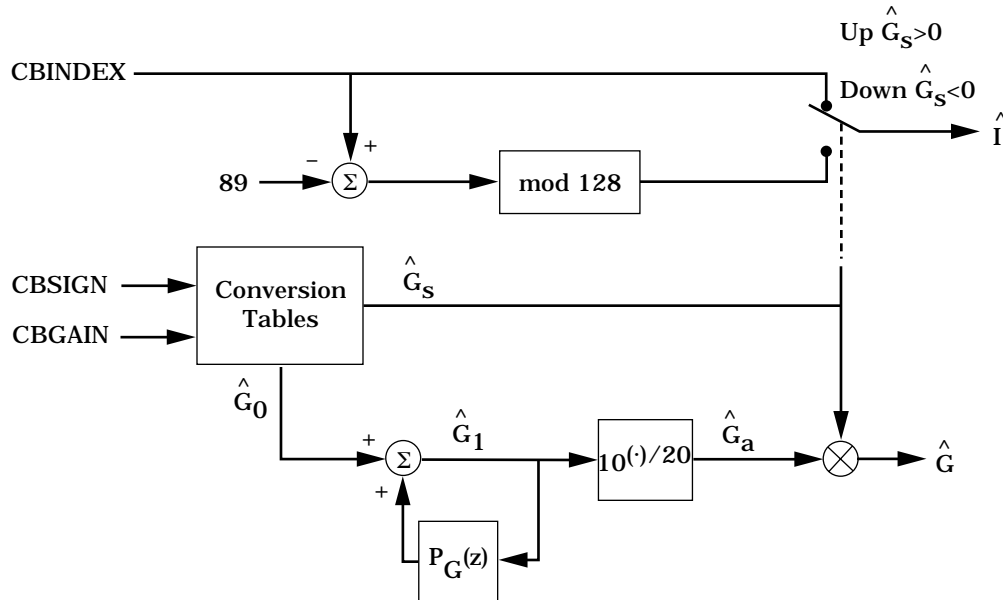 Up Ĝs>0
CBINDEX
Down Ĝs<0
Î
+
−
89
Σ
mod 128
CBSIGN
Conversion
Tables
Ĝs
CBGAIN
Ĝ0
+
Σ
Ĝ1
10^(·)/20
Ĝa
Ĝ
+
PG(z)